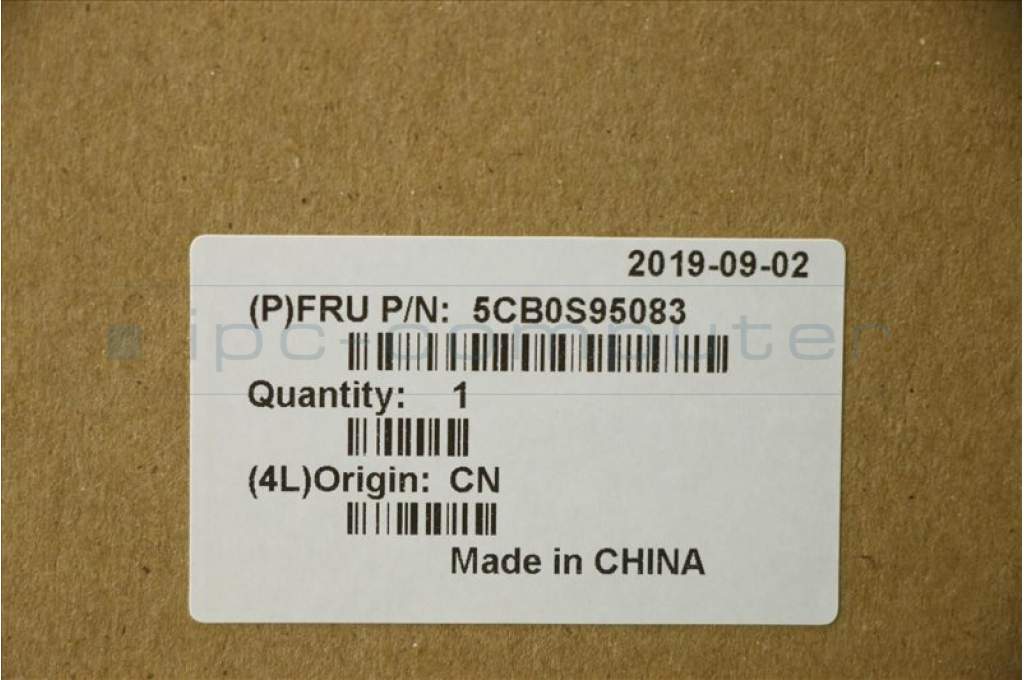 2019-09-02
(P)FRU P/N: 5CB0S95083
ipc-computer
Quantity: 1
(4L)Origin: CN
Made in CHINA